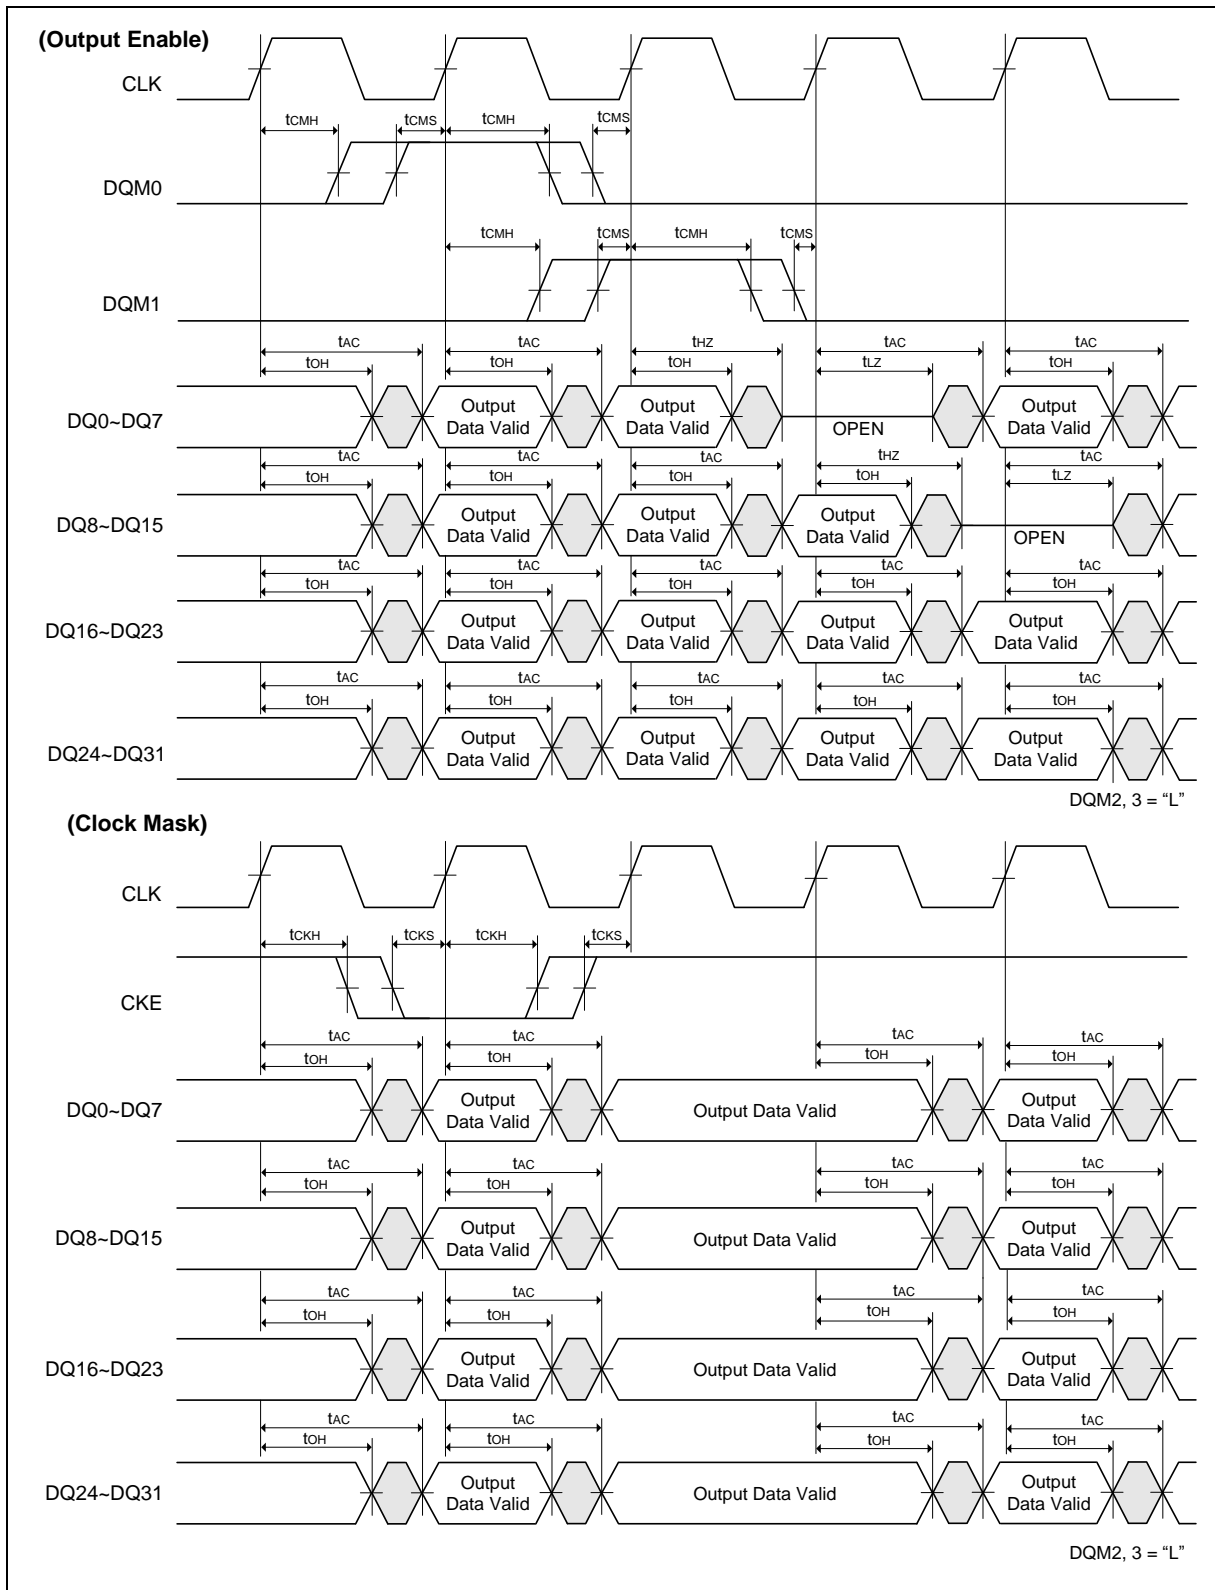 (Output Enable)
CLK
tCMH tCMS tCMH tCMS
DQM0
tCMH tCMS tCMH tCMS
DQM1
tAC tAC tHZ tAC tAC
tOH tOH tOH tLZ tOH
DQ0~DQ7
Output Data Valid
Output Data Valid
OPEN
Output Data Valid
tAC tAC tAC tHZ tAC
tOH tOH tOH tOH tLZ
DQ8~DQ15
Output Data Valid
Output Data Valid
Output Data Valid
OPEN
tAC tAC tAC tAC tAC
tOH tOH tOH tOH tOH
DQ16~DQ23
Output Data Valid
Output Data Valid
Output Data Valid
Output Data Valid
tAC tAC tAC tAC tAC
tOH tOH tOH tOH tOH
DQ24~DQ31
Output Data Valid
Output Data Valid
Output Data Valid
Output Data Valid
DQM2, 3 = “L”
(Clock Mask)
CLK
tCKH tCKS tCKH tCKS
CKE
tAC tAC tAC tAC
tOH tOH tOH tOH
DQ0~DQ7
Output Data Valid
Output Data Valid
Output Data Valid
tAC tAC tAC tAC
tOH tOH tOH tOH
DQ8~DQ15
Output Data Valid
Output Data Valid
Output Data Valid
tAC tAC tAC tAC
tOH tOH tOH tOH
DQ16~DQ23
Output Data Valid
Output Data Valid
Output Data Valid
tAC tAC tAC tAC
tOH tOH tOH tOH
DQ24~DQ31
Output Data Valid
Output Data Valid
Output Data Valid
DQM2, 3 = “L”